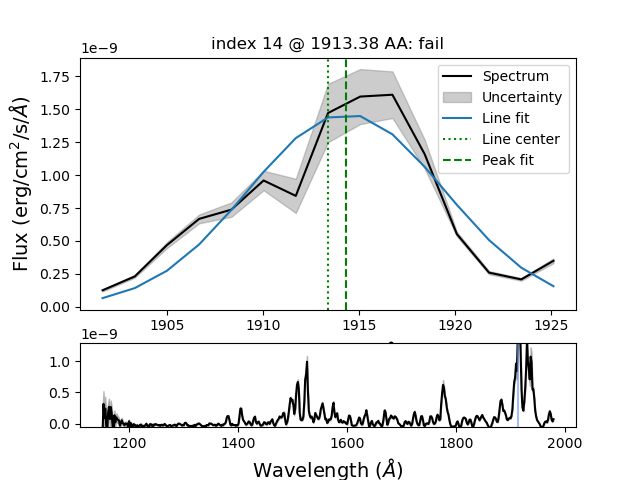 index 14 @ 1913.38 AA: fail
1e−9
Flux (erg/cm²/s/Å)
1.75
1.50
1.25
1.00
0.75
0.50
0.25
0.00
Spectrum
Uncertainty
Line fit
Line center
Peak fit
1905 1910 1915 1920 1925
1e−9
1.0
0.5
0.0
1200 1400 1600 1800 2000
Wavelength (Å)